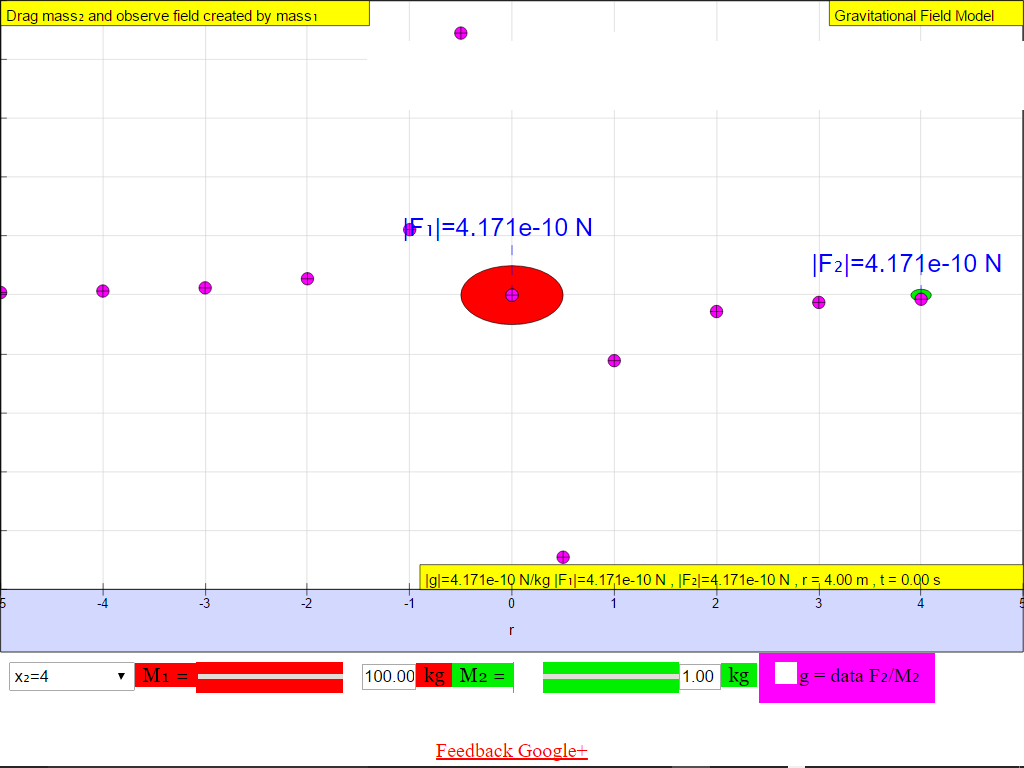 Drag mass₂ and observe field created by mass₁
Gravitational Field Model
|F₁|=4.171e-10 N
|F₂|=4.171e-10 N
|g|=4.171e-10 N/kg |F₁|=4.171e-10 N , |F₂|=4.171e-10 N , r = 4.00 m , t = 0.00 s
5 -4 -3 -2 -1 0 1 2 3 4 5
r
x₂=4 ▼ M₁ = 100.00 kg M₂ = 1.00 kg g = data F₂/M₂
Feedback Google+